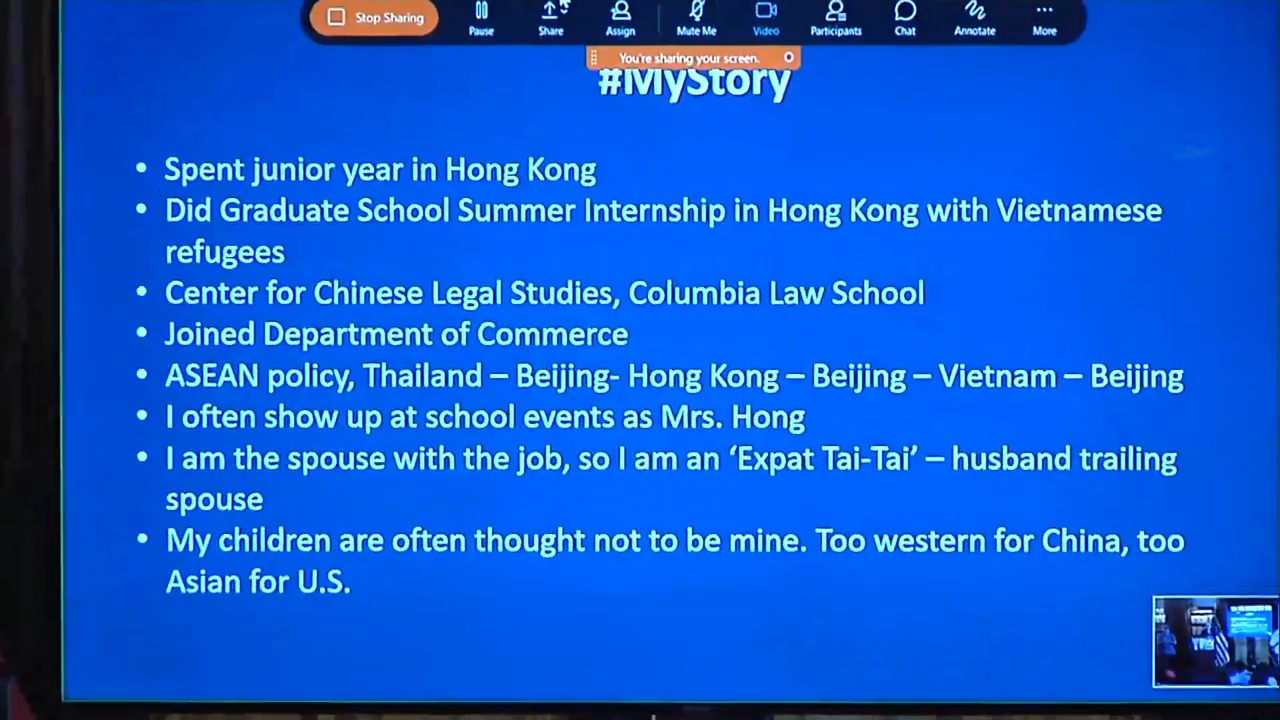 Stop Sharing
Pause
Share
Assign
Mute Me
Video
Participants
Chat
Annotate
More
You're sharing your screen.
#MyStory
• Spent junior year in Hong Kong
• Did Graduate School Summer Internship in Hong Kong with Vietnamese
refugees
• Center for Chinese Legal Studies, Columbia Law School
• Joined Department of Commerce
• ASEAN policy, Thailand – Beijing- Hong Kong – Beijing – Vietnam – Beijing
• I often show up at school events as Mrs. Hong
• I am the spouse with the job, so I am an ‘Expat Tai-Tai’ – husband trailing
spouse
• My children are often thought not to be mine. Too western for China, too
Asian for U.S.